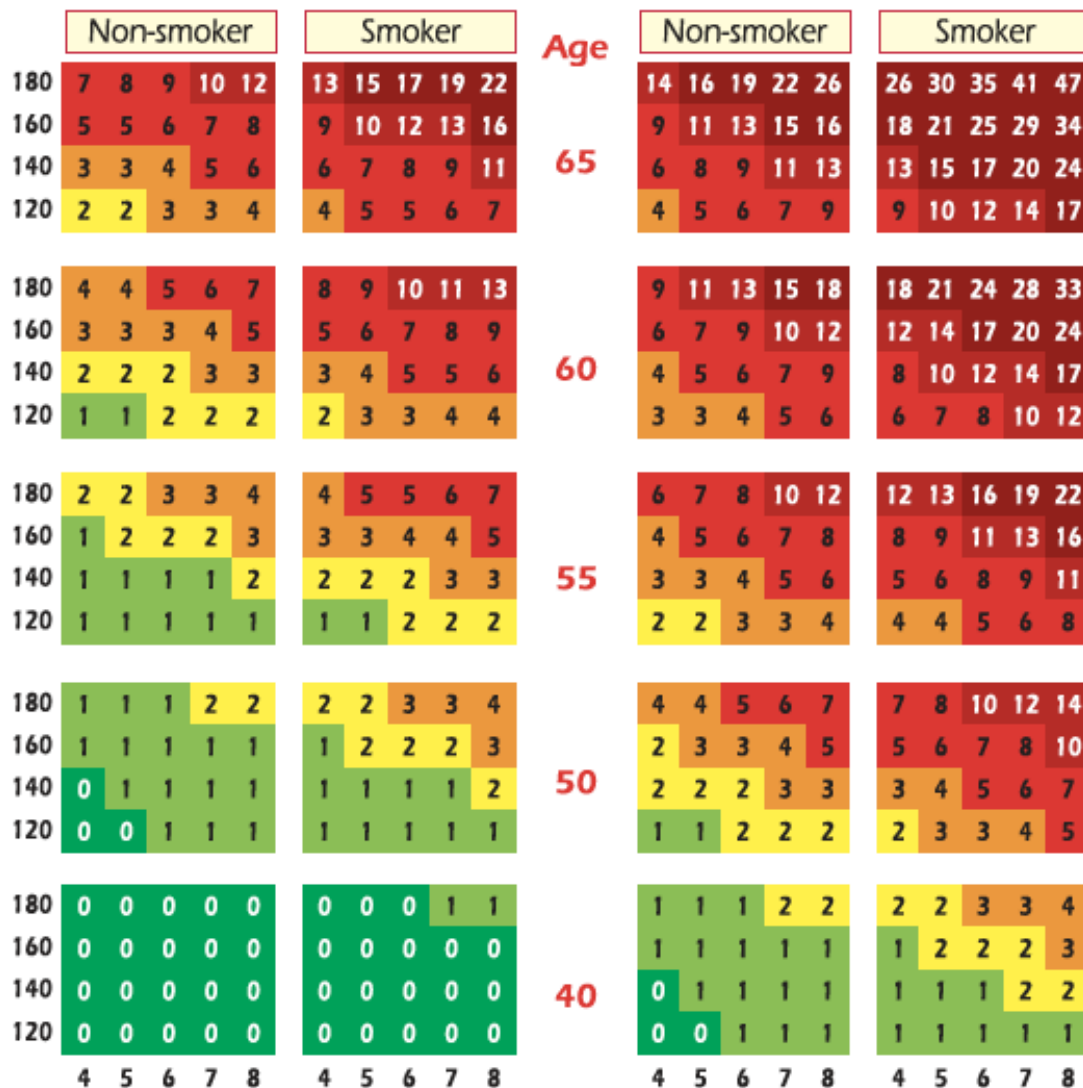 Non-smoker Smoker Age Non-smoker Smoker
180 7 8 9 10 12 13 15 17 19 22 14 16 19 22 26 26 30 35 41 47
160 5 5 6 7 8 9 10 12 13 16 9 11 13 15 16 18 21 25 29 34
65
140 3 3 4 5 6 6 7 8 9 11 6 8 9 11 13 13 15 17 20 24
120 2 2 3 3 4 4 5 5 6 7 4 5 6 7 9 9 10 12 14 17
180 4 4 5 6 7 8 9 10 11 13 9 11 13 15 18 18 21 24 28 33
160 3 3 3 4 5 5 6 7 8 9 6 7 9 10 12 12 14 17 20 24
60
140 2 2 2 3 3 3 4 5 5 6 4 5 6 7 9 8 10 12 14 17
120 1 1 2 2 2 2 3 3 4 4 3 3 4 5 6 6 7 8 10 12
180 2 2 3 3 4 4 5 5 6 7 6 7 8 10 12 12 13 16 19 22
160 1 2 2 2 3 3 3 4 4 5 4 5 6 7 8 8 9 11 13 16
55
140 1 1 1 1 2 2 2 2 3 3 3 3 4 5 6 5 6 8 9 11
120 1 1 1 1 1 1 1 2 2 2 2 2 3 3 4 4 4 5 6 8
180 1 1 1 2 2 2 2 3 3 4 4 4 5 6 7 7 8 10 12 14
160 1 1 1 1 1 1 2 2 2 3 2 3 3 4 5 5 6 7 8 10
50
140 0 1 1 1 1 1 1 1 1 2 2 2 2 3 3 3 4 5 6 7
120 0 0 1 1 1 1 1 1 1 1 1 1 2 2 2 2 3 3 4 5
180 0 0 0 0 0 0 0 0 1 1 1 1 1 2 2 2 2 3 3 4
160 0 0 0 0 0 0 0 0 0 0 1 1 1 1 1 1 2 2 2 3
140 0 0 0 0 0 0 0 0 0 0 0 1 1 1 1 1 1 1 2 2
40
120 0 0 0 0 0 0 0 0 0 0 0 0 1 1 1 1 1 1 1 1
4 5 6 7 8 4 5 6 7 8 4 5 6 7 8 4 5 6 7 8